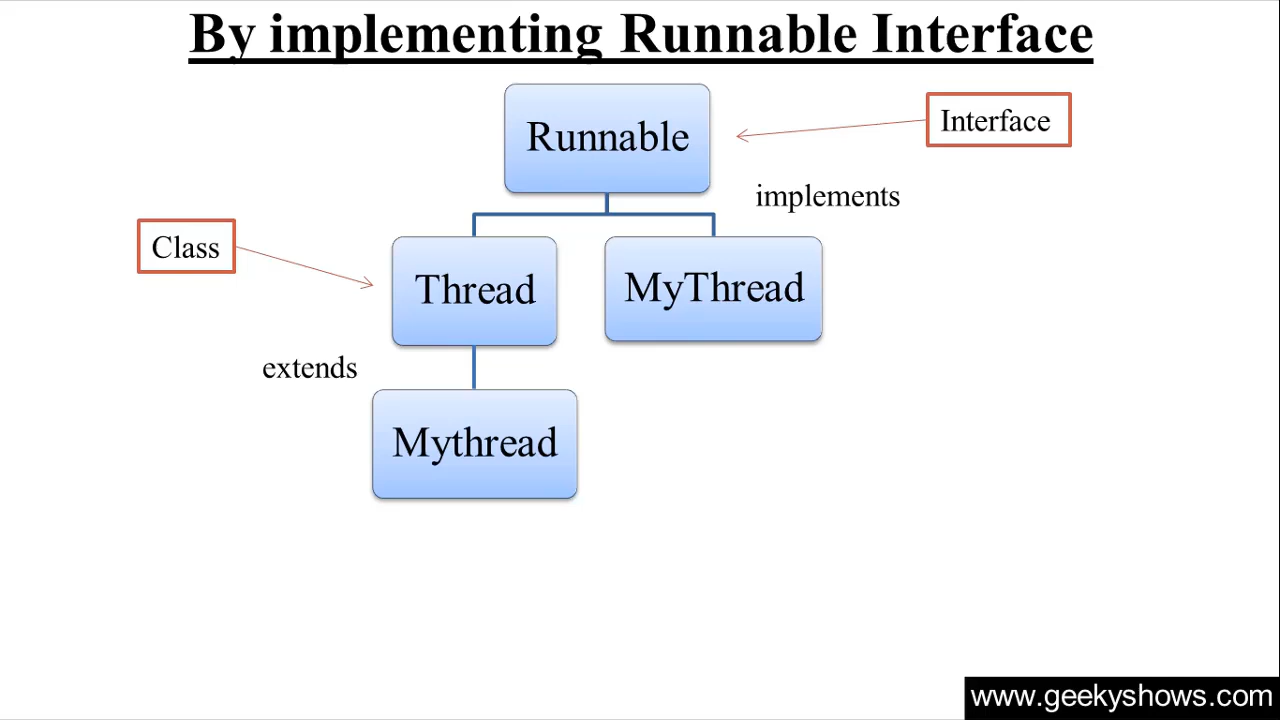 By implementing Runnable Interface
Runnable
Interface
implements
Class
Thread
MyThread
extends
Mythread
www.geekyshows.com